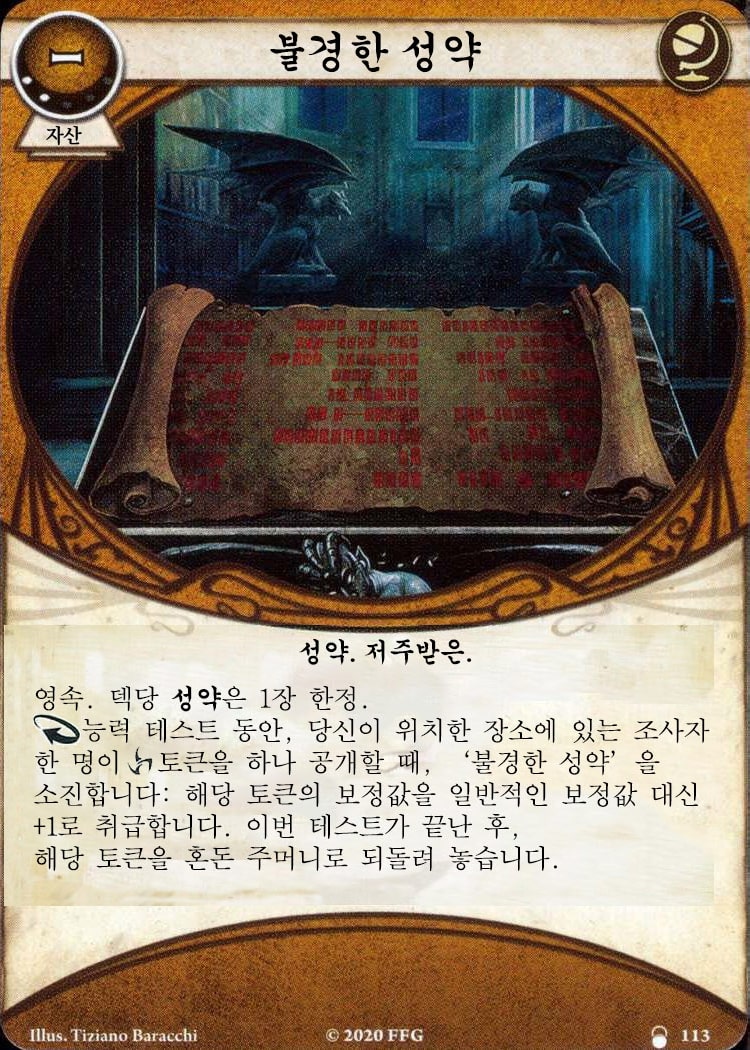 불경한 성약
자산
성약. 저주받은.
영속. 덱당 성약은 1장 한정.
능력 테스트 동안, 당신이 위치한 장소에 있는 조사자
한 명이 토큰을 하나 공개할 때, ‘불경한 성약’ 을
소진합니다: 해당 토큰의 보정값을 일반적인 보정값 대신
+1로 취급합니다. 이번 테스트가 끝난 후,
해당 토큰을 혼돈 주머니로 되돌려 놓습니다.
Illus. Tiziano Baracchi © 2020 FFG 113